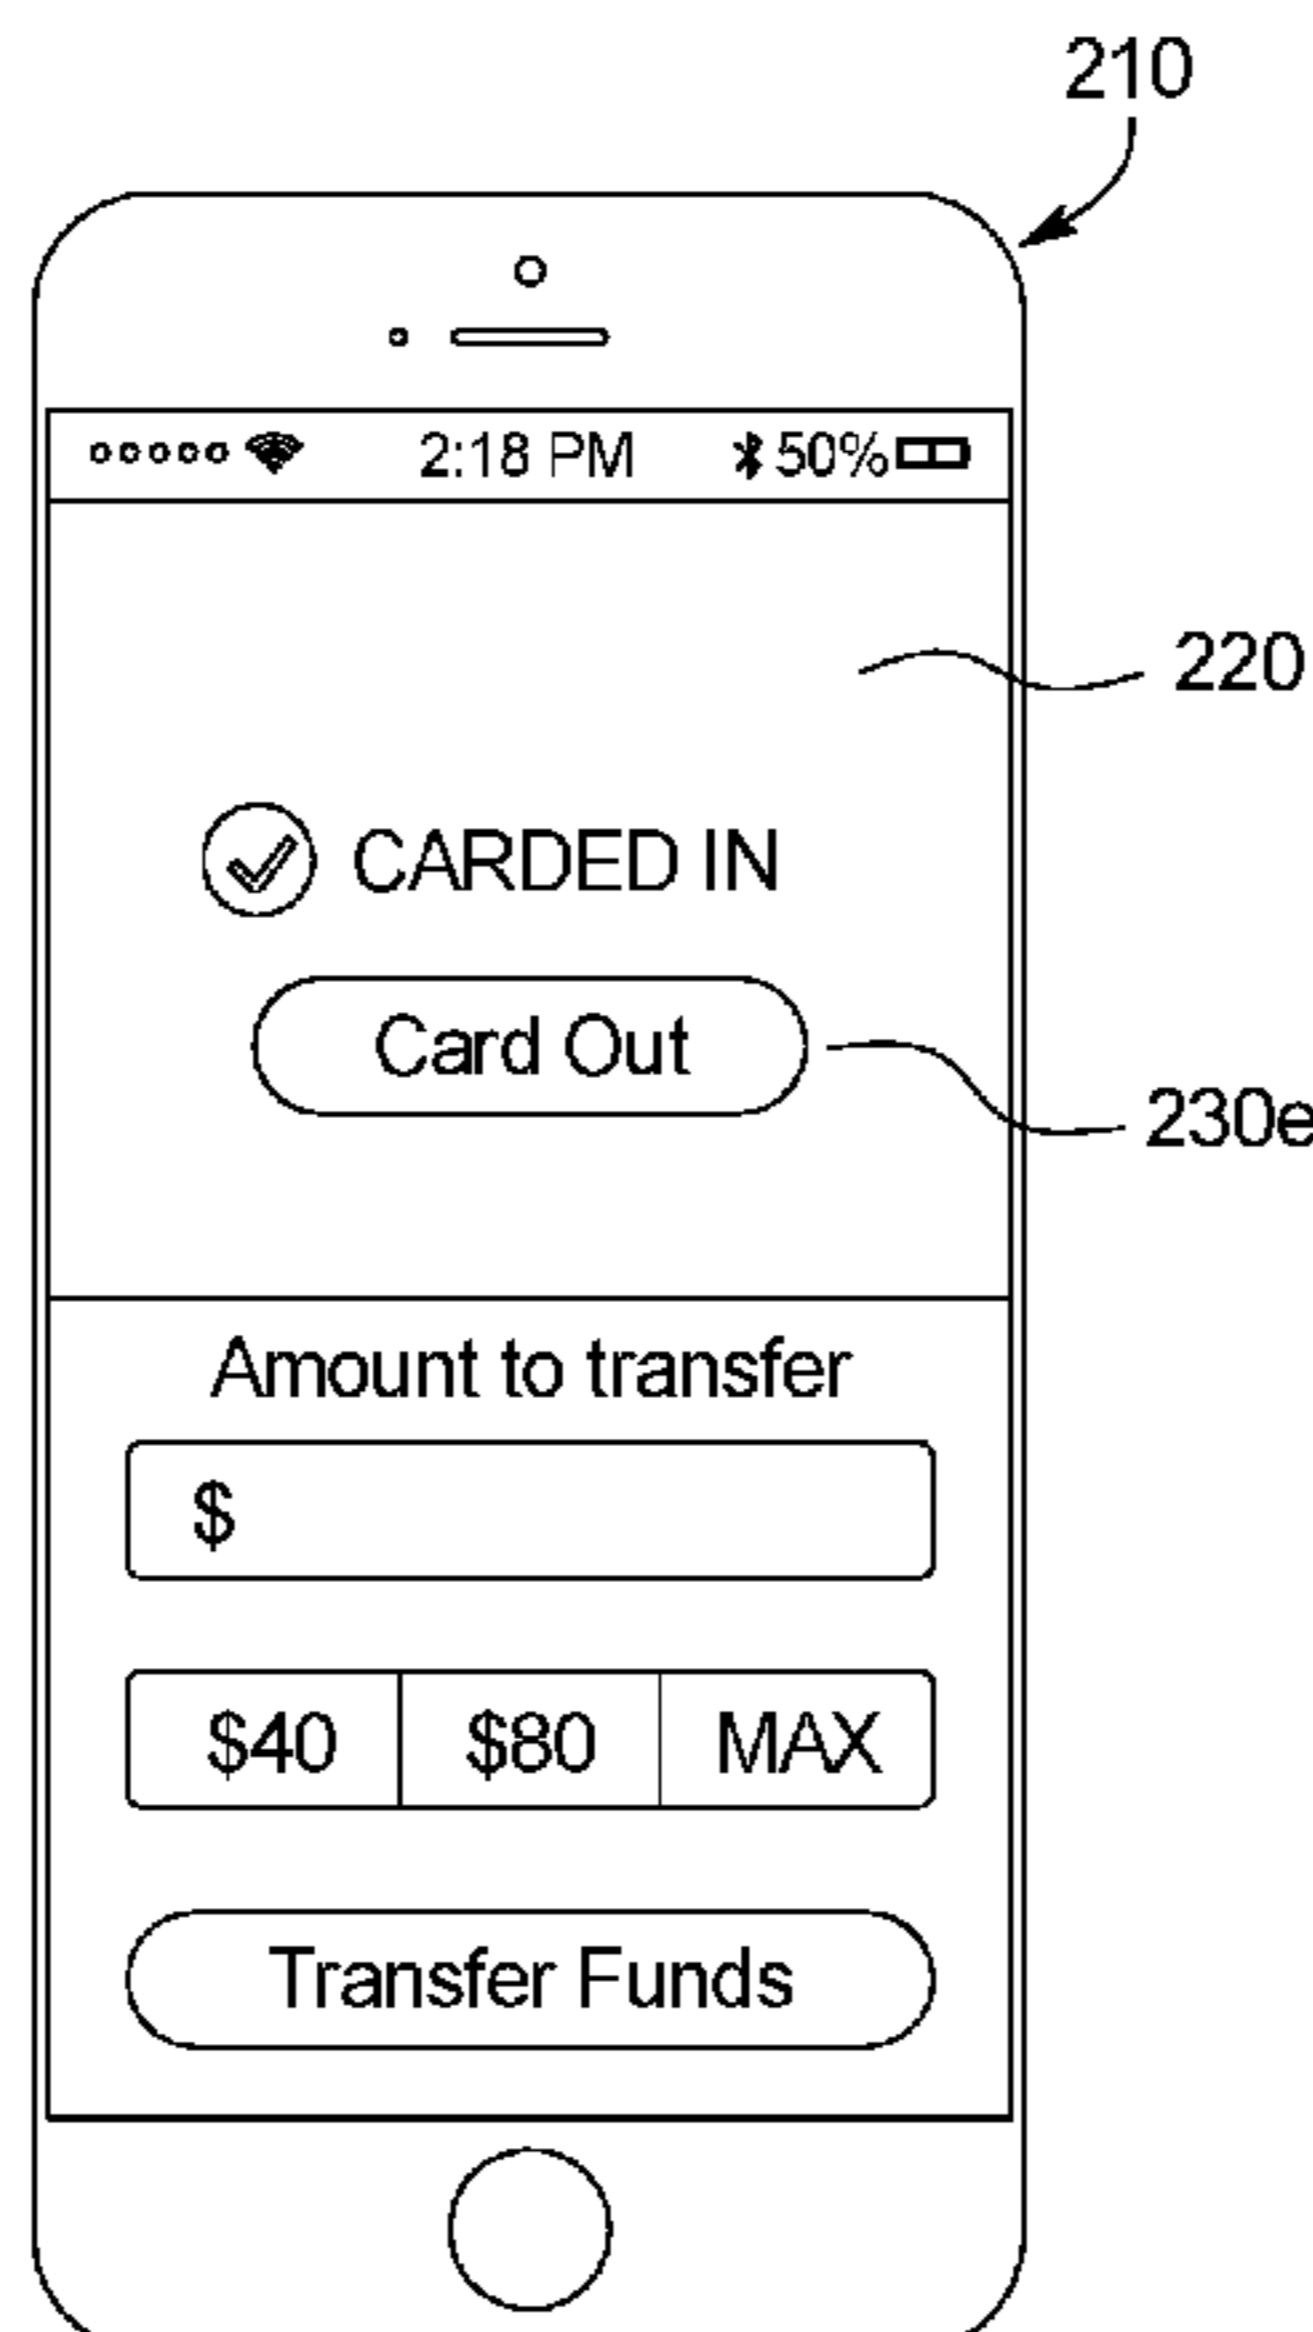 210
2:18 PM 50%
220
CARDED IN
Card Out
230e
Amount to transfer
$
$40 $80 MAX
Transfer Funds